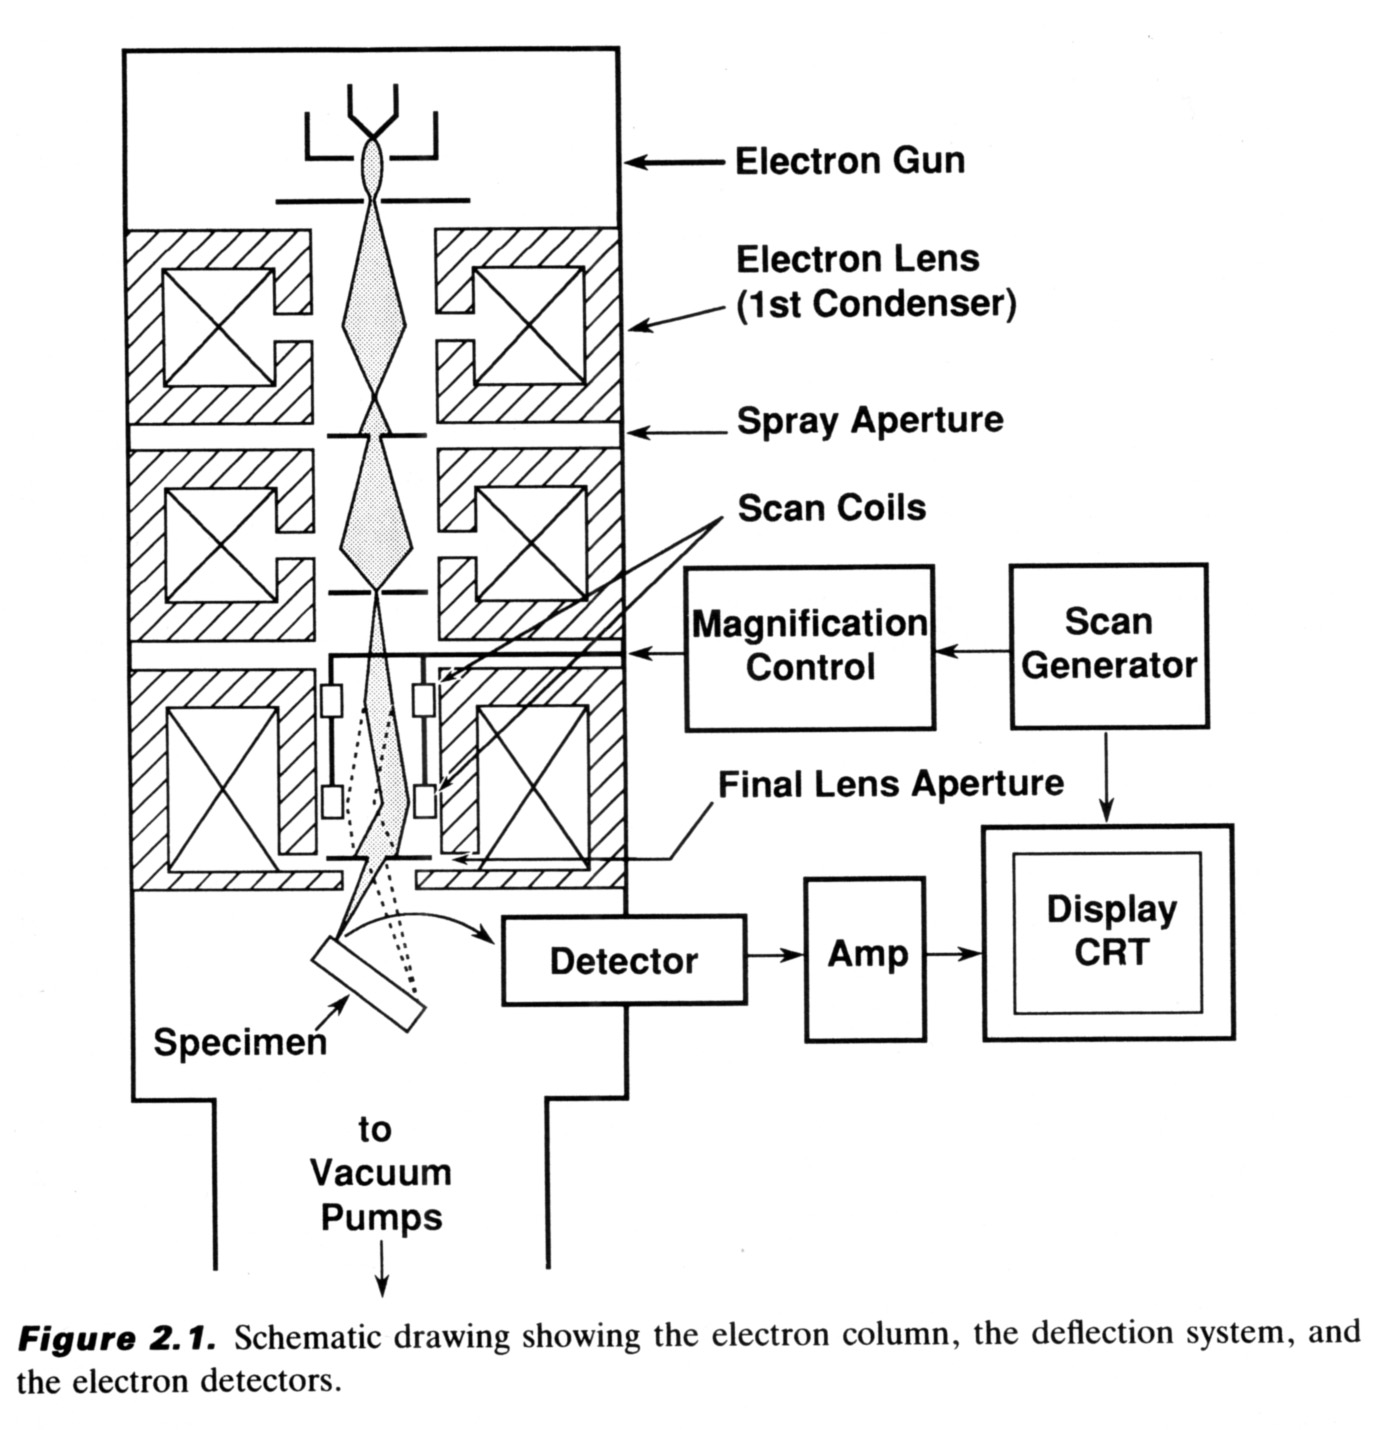 Electron Gun
Electron Lens
(1st Condenser)
Spray Aperture
Scan Coils
Magnification
Control
Scan
Generator
Final Lens Aperture
Display
CRT
Detector
Amp
Specimen
to
Vacuum
Pumps
Figure 2.1. Schematic drawing showing the electron column, the deflection system, and
the electron detectors.